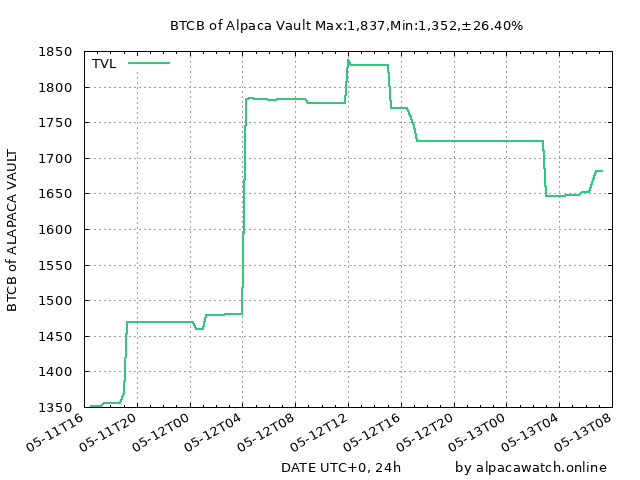 BTCB of Alpaca Vault Max:1,837,Min:1,352,±26.40%
TVL
BTCB of ALAPACA VAULT
1850
1800
1750
1700
1650
1600
1550
1500
1450
1400
1350
05-11T16
05-11T20
05-12T00
05-12T04
05-12T08
05-12T12
05-12T16
05-12T20
05-13T00
05-13T04
05-13T08
DATE UTC+0, 24h
by alpacawatch.online